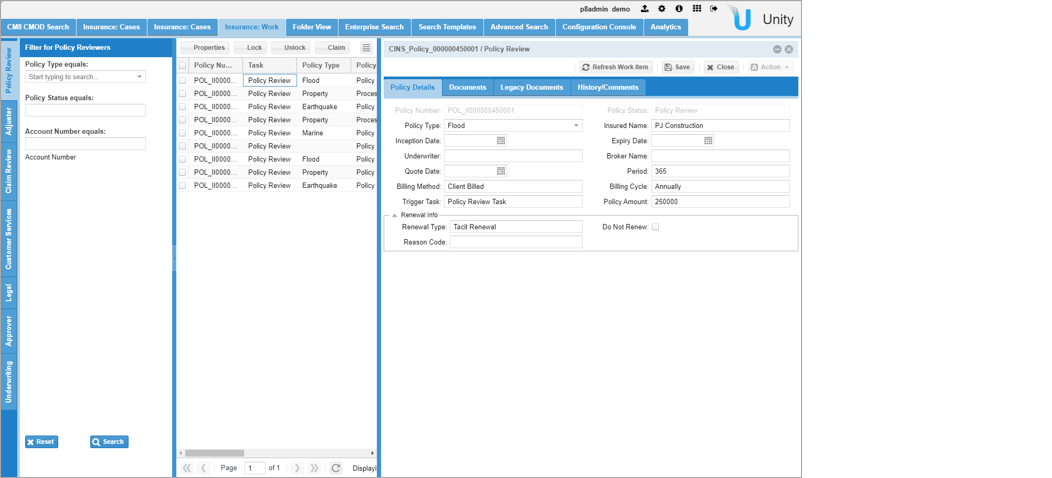 p8admin demo
Unity
CM8 CMOD Search Insurance: Cases Insurance: Cases Insurance: Work Folder View Enterprise Search Search Templates Advanced Search Configuration Console Analytics
Policy Review
Adjuster
Claim Review
Customer Services
Legal
Approver
Underwriting
Filter for Policy Reviewers
Policy Type equals:
Start typing to search...
Policy Status equals:
Account Number equals:
Account Number
Reset Search
Properties Lock Unlock Claim
Policy Nu... Task Policy Type Policy
POL_II0000... Policy Review Flood Policy
POL_II0000... Policy Review Property Proces
POL_II0000... Policy Review Earthquake Policy
POL_II0000... Policy Review Property Proces
POL_II0000... Policy Review Marine Policy
POL_II0000... Policy Review Policy
POL_II0000... Policy Review Flood Policy
POL_II0000... Policy Review Property Policy
POL_II0000... Policy Review Earthquake Policy
Page 1 of 1 Displayi
CINS_Policy_000000450001 / Policy Review
Refresh Work Item Save Close Action
Policy Details Documents Legacy Documents History/Comments
Policy Number: POL_II000000450001 Policy Status: Policy Review
Policy Type: Flood Insured Name: PJ Construction
Inception Date: Expiry Date:
Underwriter: Broker Name:
Quote Date: Period: 365
Billing Method: Client Billed Billing Cycle: Annually
Trigger Task: Policy Review Task Policy Amount: 250000
Renewal Info
Renewal Type: Tacit Renewal Do Not Renew:
Reason Code: